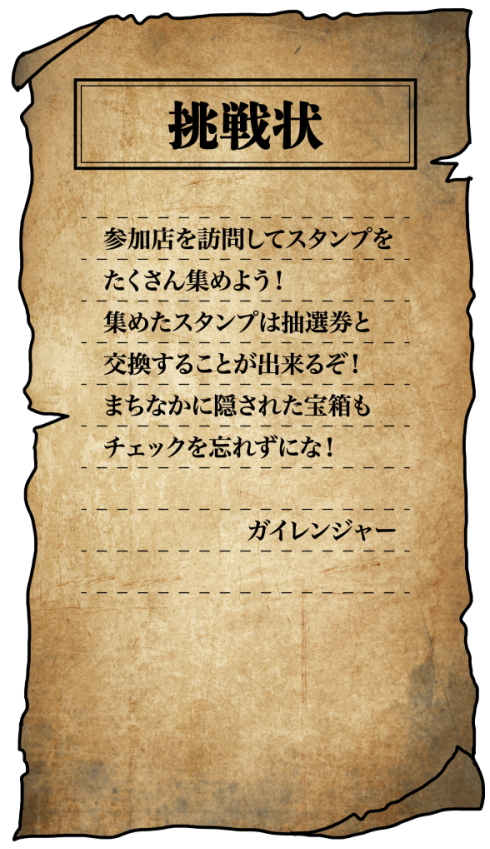 挑戦状
参加店を訪問してスタンプを
たくさん集めよう！
集めたスタンプは抽選券と
交換することが出来るぞ！
まちなかに隠された宝箱も
チェックを忘れずにな！
ガイレンジャー